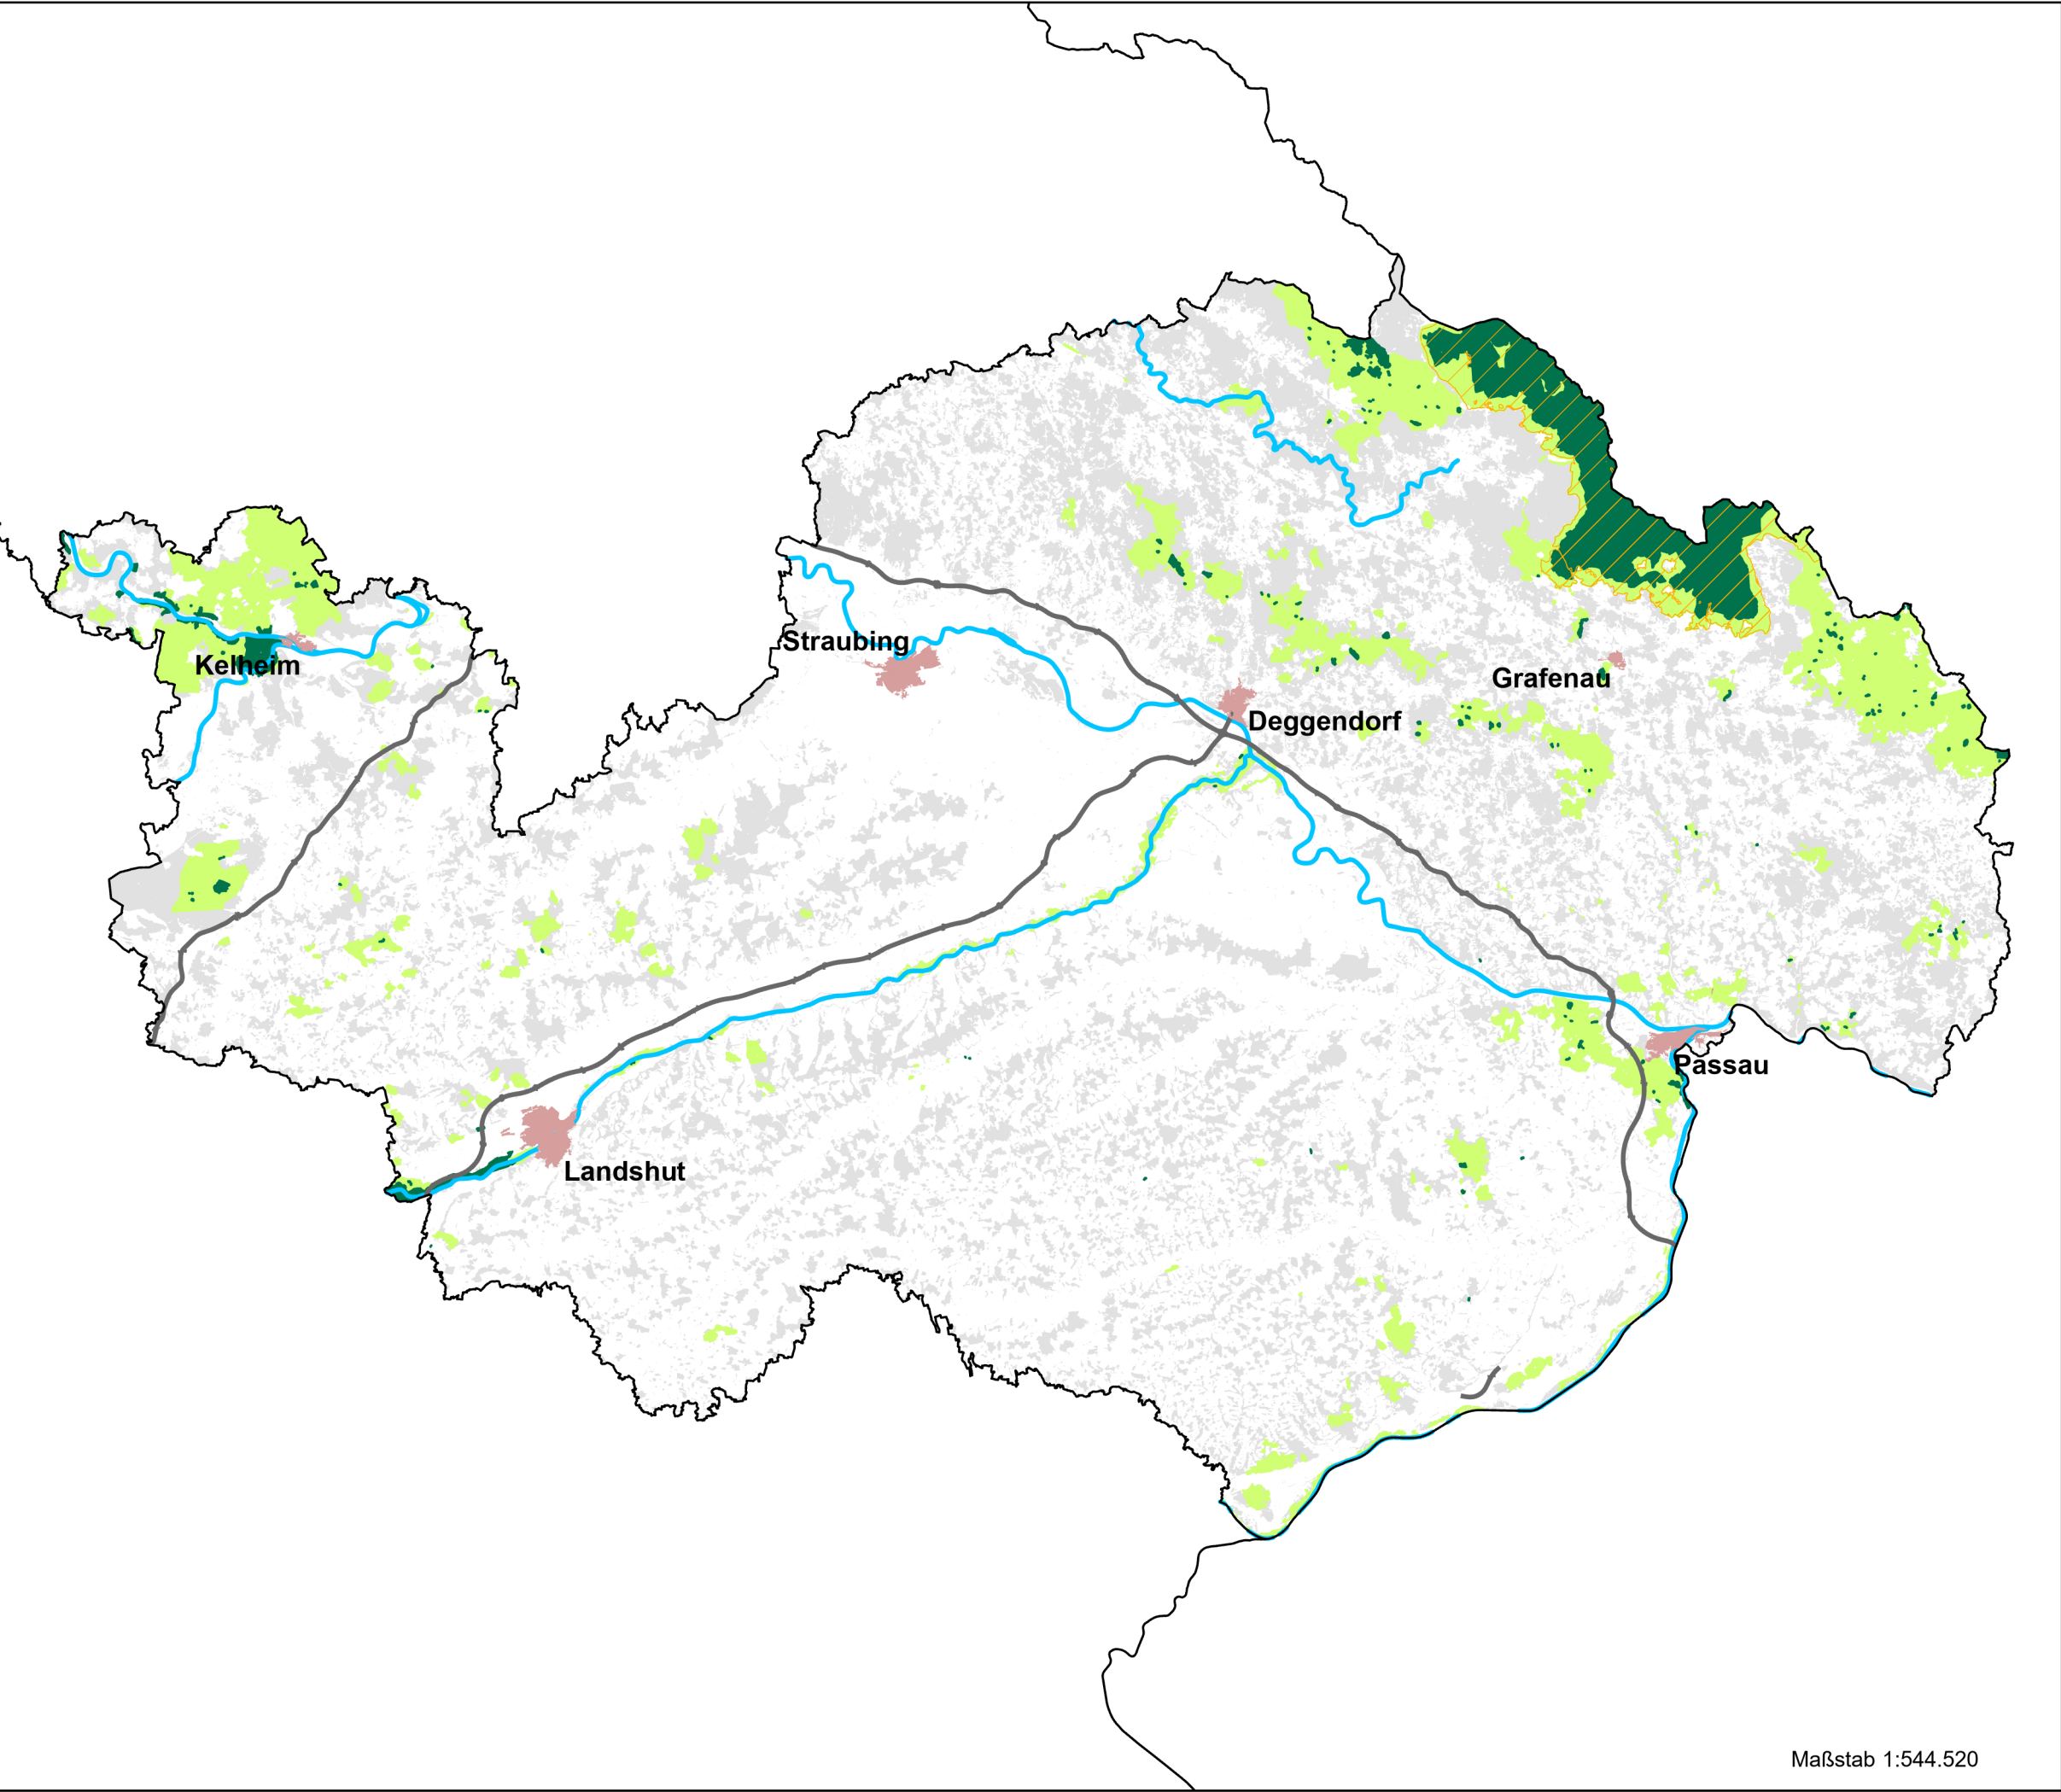 Straubing
Kelheim
Grafenau
Deggendorf
Passau
Landshut
Maßstab 1:544.520